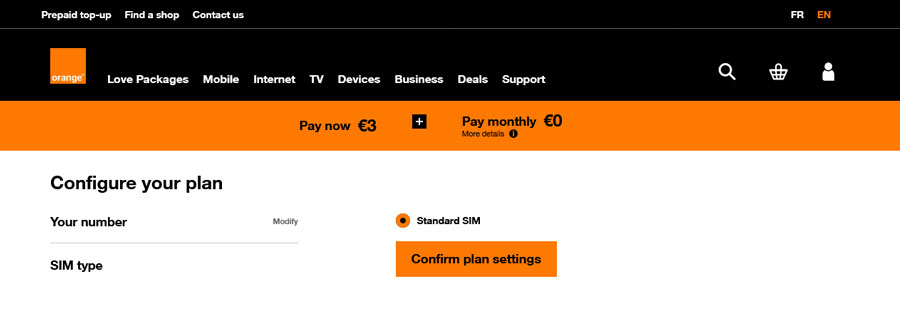 Prepaid top-up Find a shop Contact us FR EN
orange™ Love Packages Mobile Internet TV Devices Business Deals Support
Pay now €3 + Pay monthly €0
More details i
Configure your plan
Your number Modify
Standard SIM
SIM type
Confirm plan settings